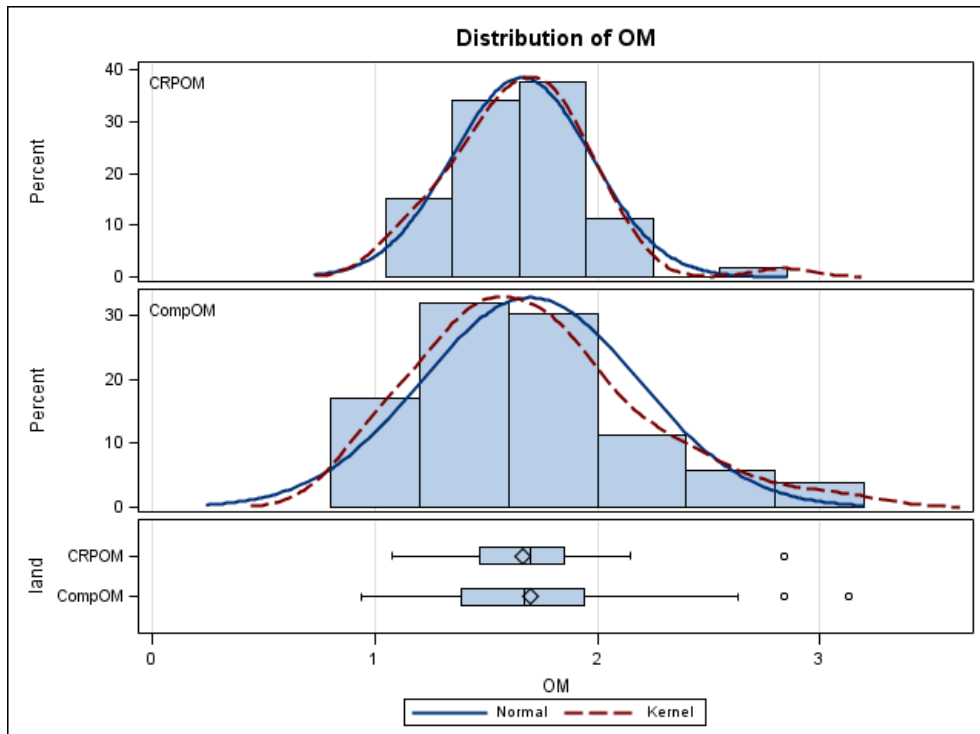 Distribution of OM
CRPOM
40
30
20
10
0
Percent
CompOM
30
20
10
0
Percent
land
CRPOM
CompOM
0 1 2 3
OM
Normal Kernel